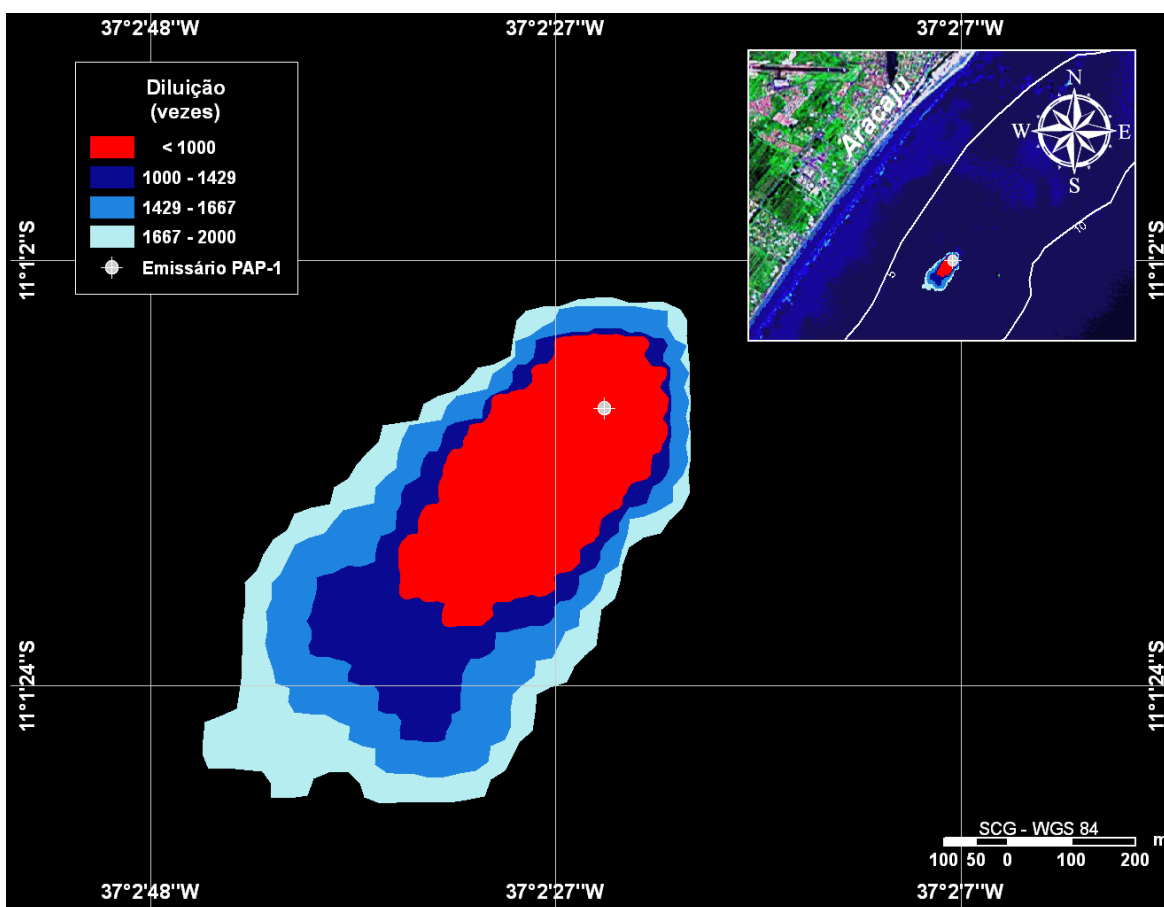 37°2'48"W 37°2'27"W 37°2'7"W
Diluição
(vezes)
< 1000
1000 - 1429
1429 - 1667
1667 - 2000
Emissário PAP-1
Aracaju
N
W E
S
5
10
11°1'2"S 11°1'2"S
11°1'24"S 11°1'24"S
SCG - WGS 84
m
100 50 0 100 200
37°2'48"W 37°2'27"W 37°2'7"W